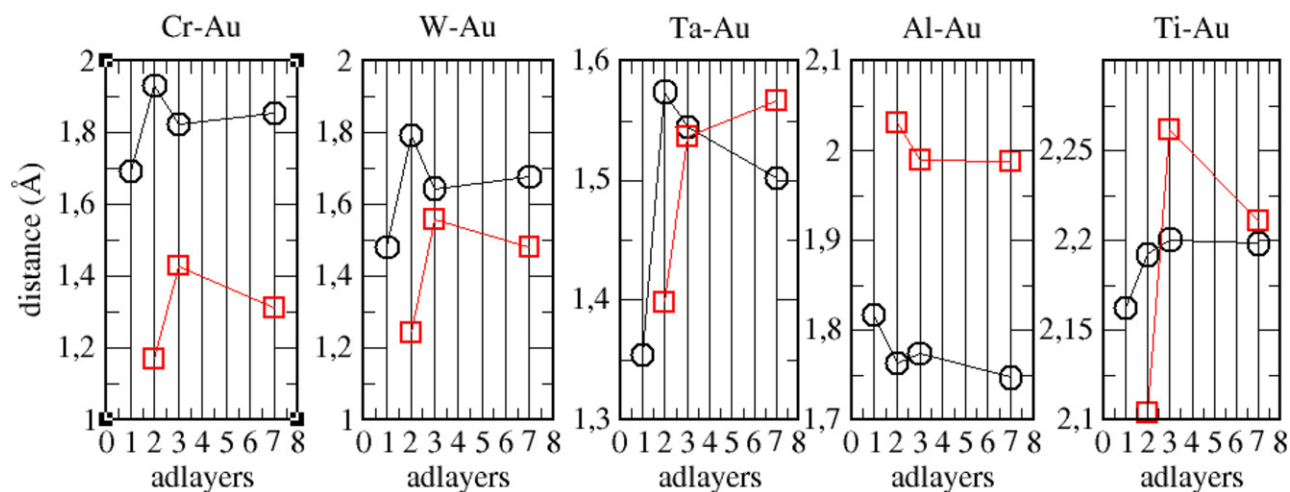 Cr-Au W-Au Ta-Au Al-Au Ti-Au
distance (Å)
2
1,8
1,6
1,4
1,2
1
0 1 2 3 4 5 6 7 8
adlayers
2
1,8
1,6
1,4
1,2
1
0 1 2 3 4 5 6 7 8
adlayers
1,6
1,5
1,4
1,3
0 1 2 3 4 5 6 7 8
adlayers
2,1
2
1,9
1,8
1,7
0 1 2 3 4 5 6 7 8
adlayers
2,25
2,2
2,15
2,1
0 1 2 3 4 5 6 7 8
adlayers